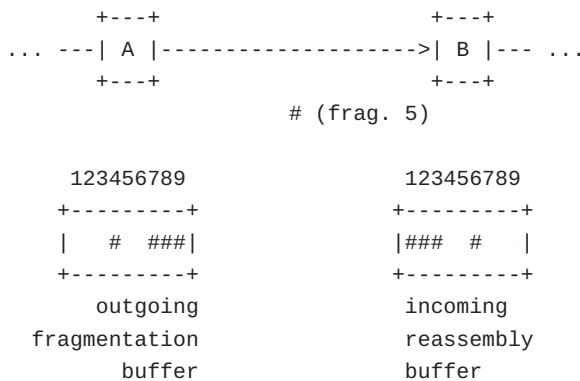 +---+                     +---+
... ---| A |-------------------->| B |--- ...
+---+                     +---+
# (frag. 5)
123456789                 123456789
+---------+               +---------+
|   #  ###|               |###  #   |
+---------+               +---------+
outgoing                incoming
fragmentation                reassembly
buffer                buffer